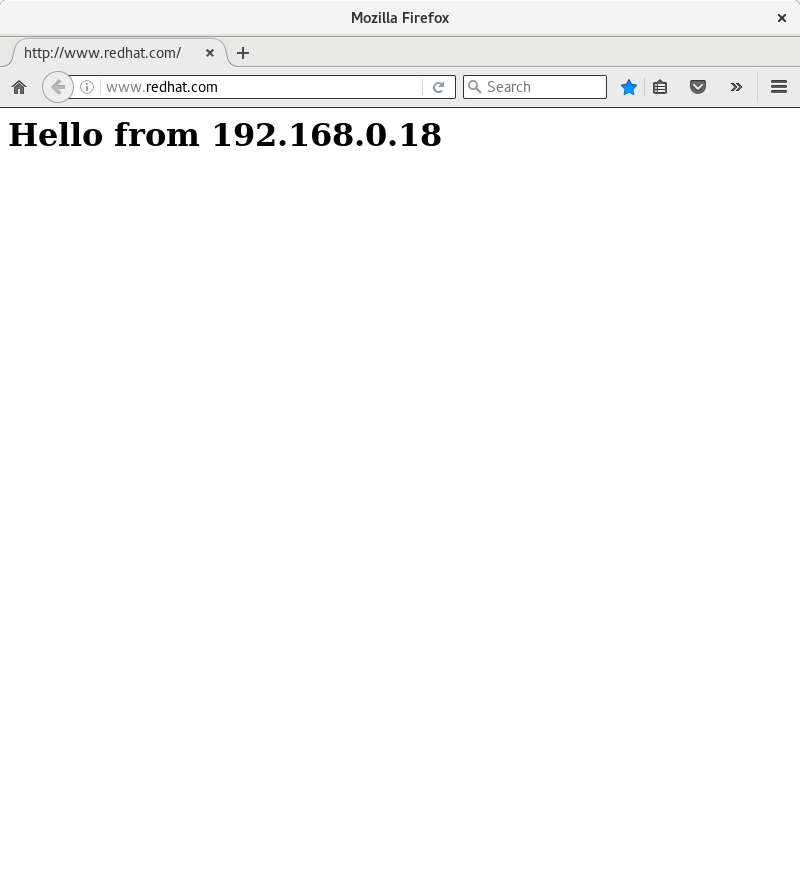 Mozilla Firefox
http://www.redhat.com/
www.redhat.com
Search
Hello from 192.168.0.18